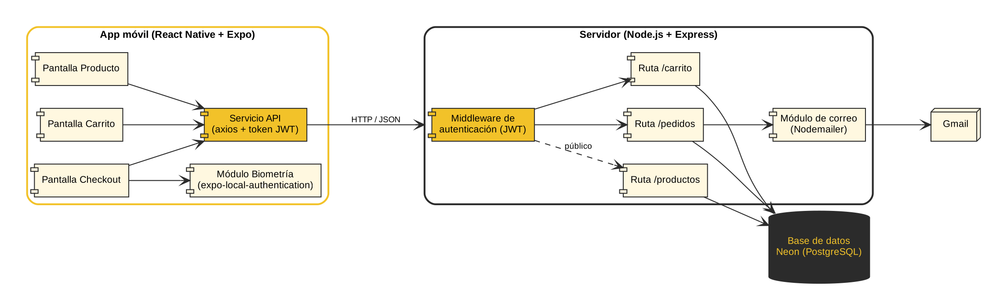 App móvil (React Native + Expo)
Pantalla Producto
Pantalla Carrito
Pantalla Checkout
Servicio API
(axios + token JWT)
Módulo Biometría
(expo-local-authentication)
HTTP / JSON
Servidor (Node.js + Express)
Middleware de
autenticación (JWT)
público
Ruta /carrito
Ruta /pedidos
Ruta /productos
Módulo de correo
(Nodemailer)
Gmail
Base de datos
Neon (PostgreSQL)